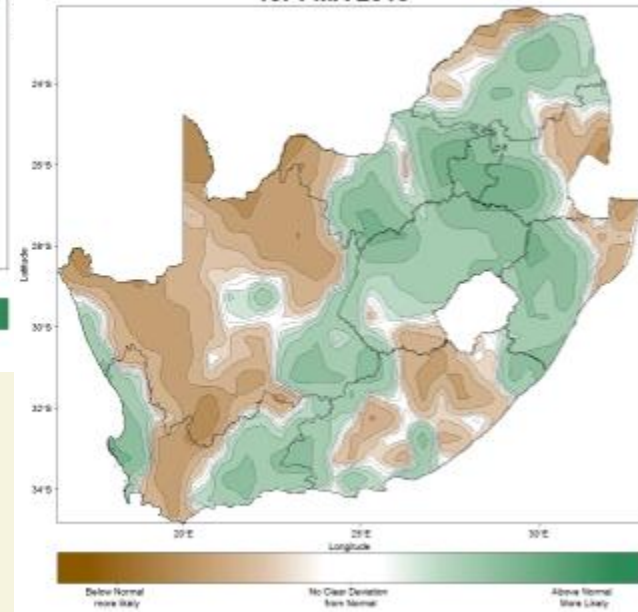 24°S
26°S
28°S
30°S
32°S
34°S
Latitude
20°E
25°E
30°E
Longitude
Below Normal
more likely
No Clear Deviation
from Normal
Above Normal
More Likely